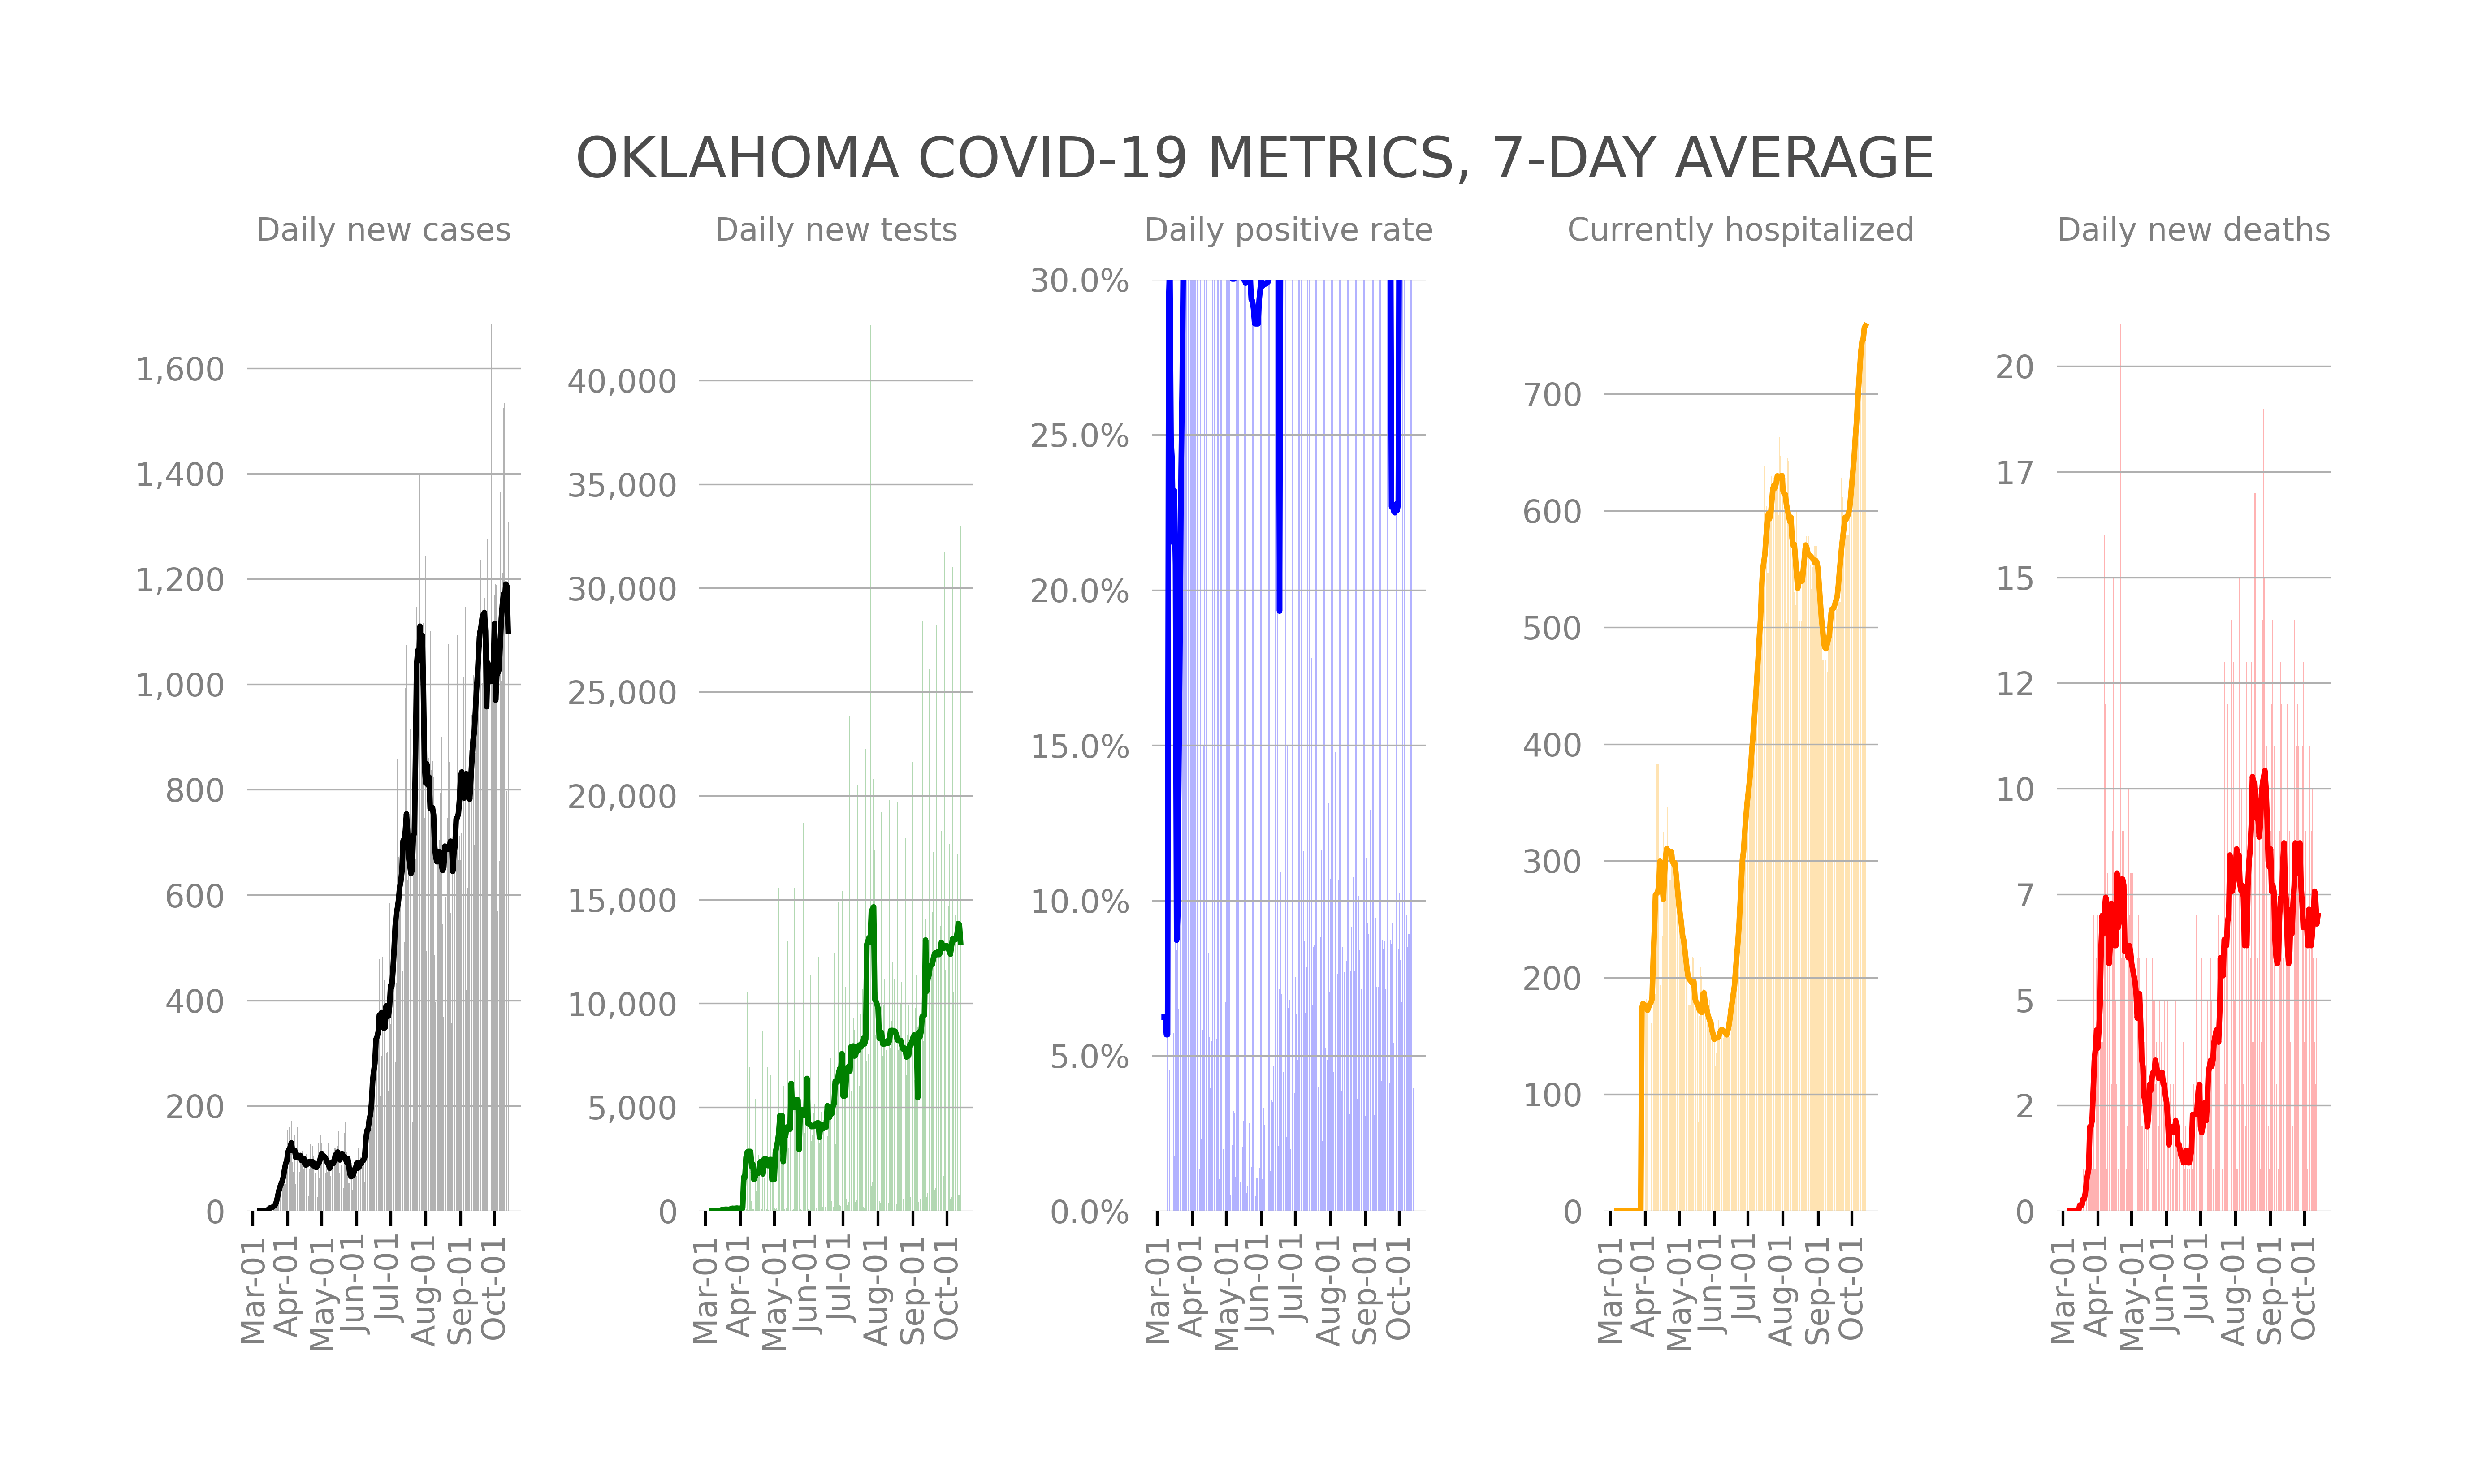 OKLAHOMA COVID-19 METRICS, 7-DAY AVERAGE
Daily new cases
1,600
1,400
1,200
1,000
800
600
400
200
0
Mar-01
Apr-01
May-01
Jun-01
Jul-01
Aug-01
Sep-01
Oct-01
Daily new tests
40,000
35,000
30,000
25,000
20,000
15,000
10,000
5,000
0
Mar-01
Apr-01
May-01
Jun-01
Jul-01
Aug-01
Sep-01
Oct-01
Daily positive rate
30.0%
25.0%
20.0%
15.0%
10.0%
5.0%
0.0%
Mar-01
Apr-01
May-01
Jun-01
Jul-01
Aug-01
Sep-01
Oct-01
Currently hospitalized
700
600
500
400
300
200
100
0
Mar-01
Apr-01
May-01
Jun-01
Jul-01
Aug-01
Sep-01
Oct-01
Daily new deaths
20
17
15
12
10
7
5
2
0
Mar-01
Apr-01
May-01
Jun-01
Jul-01
Aug-01
Sep-01
Oct-01